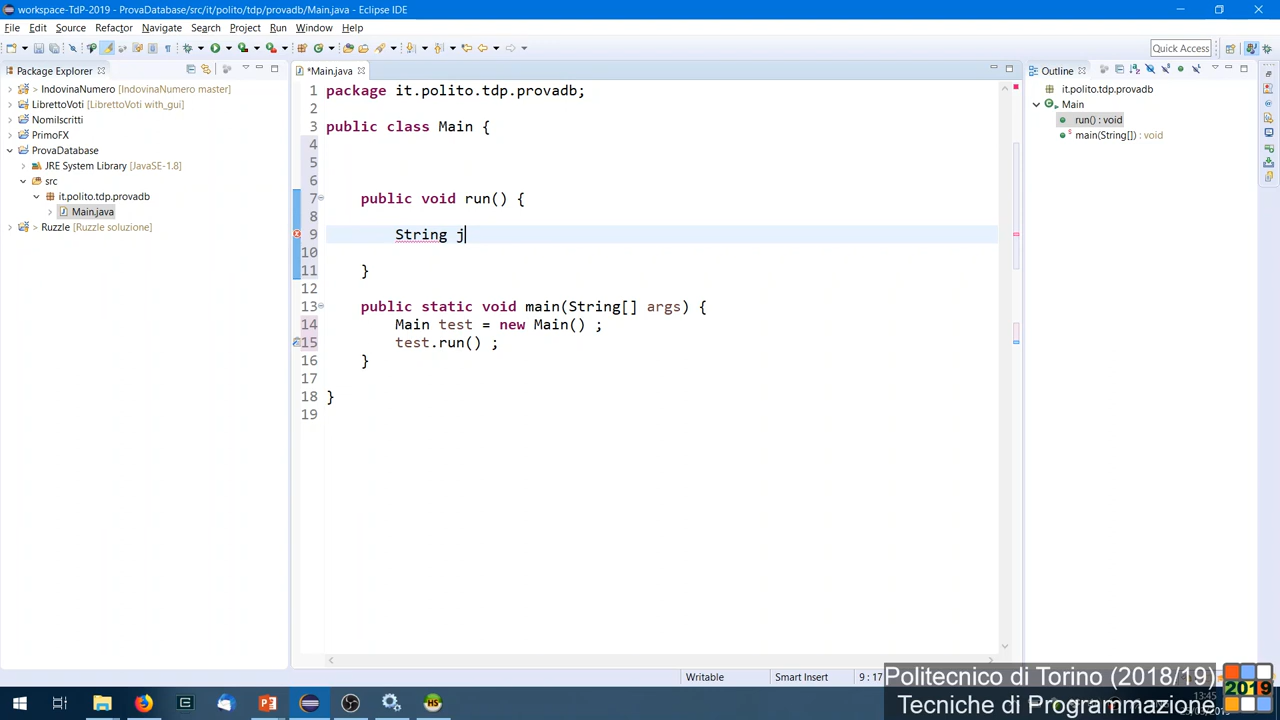 workspace-TdP-2019 - ProvaDatabase/src/it/polito/tdp/provadb/Main.java - Eclipse IDE
File Edit Source Refactor Navigate Search Project Run Window Help
Quick Access
Package Explorer
IndovinaNumero [IndovinaNumero master]
LibrettoVoti [LibrettoVoti with_gui]
NomiIscritti
PrimoFX
ProvaDatabase
JRE System Library [JavaSE-1.8]
src
it.polito.tdp.provadb
Main.java
Ruzzle [Ruzzle soluzione]
*Main.java
1 package it.polito.tdp.provadb;
2
3 public class Main {
4
5
6
7 public void run() {
8
9 String j
10
11 }
12
13 public static void main(String[] args) {
14 Main test = new Main() ;
15 test.run() ;
16 }
17
18 }
19
Outline
it.polito.tdp.provadb
Main
run() : void
main(String[]) : void
Writable
Smart Insert
9 : 17
Politecnico di Torino (2018/19)
Tecniche di Programmazione
2019
13:45